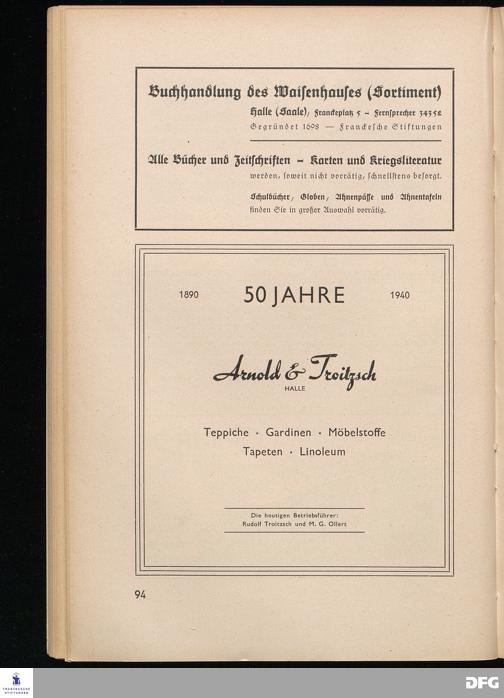 Buchhandlung des Waisenhauses (Sortiment)
Halle (Saale), Franckeplatz 5 – Fernsprecher 34352
Gegründet 1698 — Franckesche Stiftungen
Alle Bücher und Zeitschriften – Karten und Kriegsliteratur
werden, soweit nicht vorrätig, schnellstens besorgt.
Schulbücher, Globen, Ahnenpässe und Ahnentafeln
finden Sie in großer Auswahl vorrätig.
1890 50 JAHRE 1940
Arnold & Troitzsch
HALLE
Teppiche · Gardinen · Möbelstoffe
Tapeten · Linoleum
Die heutigen Betriebsführer:
Rudolf Troitzsch und M. G. Ollert
94
FRANCKESCHE
STIFTUNGEN
DFG